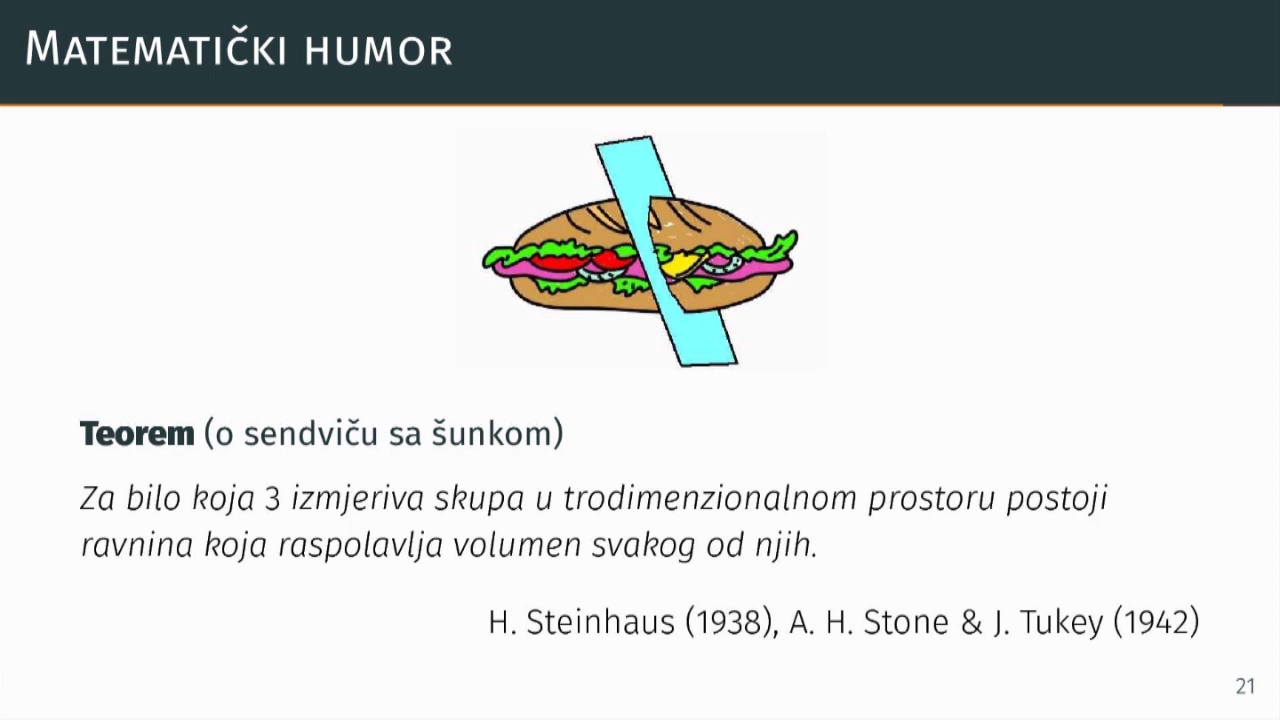 Matematički humor
Teorem (o sendviču sa šunkom)
Za bilo koja 3 izmjeriva skupa u trodimenzionalnom prostoru postoji
ravnina koja raspolavlja volumen svakog od njih.
H. Steinhaus (1938), A. H. Stone & J. Tukey (1942)
21